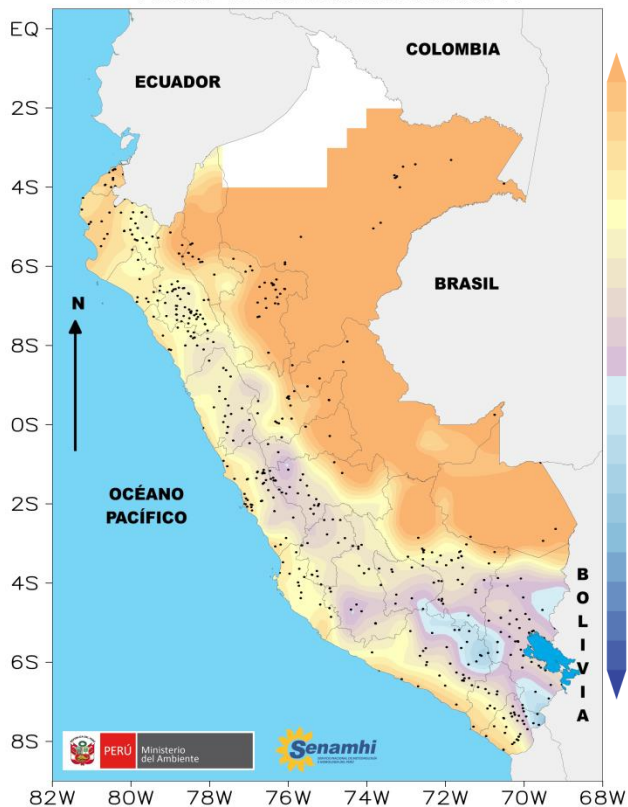 EQ
COLOMBIA
ECUADOR
2S
4S
6S
BRASIL
N
8S
0S
OCÉANO
PACÍFICO
2S
4S
BOLIVIA
6S
PERÚ
Ministerio
del Ambiente
Senamhi
8S
82W
80W
78W
76W
74W
72W
70W
68W